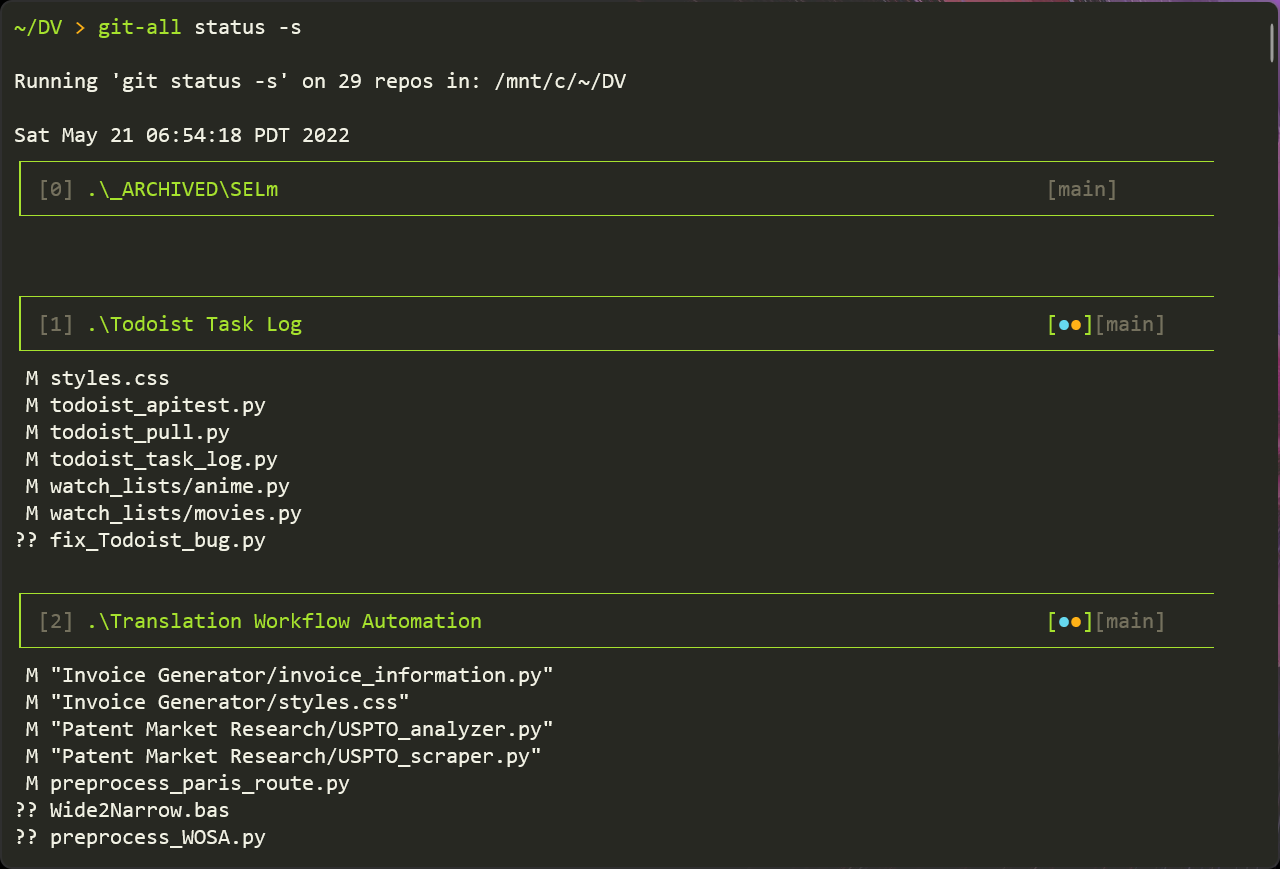 ~/DV > git-all status -s
Running 'git status -s' on 29 repos in: /mnt/c/~/DV
Sat May 21 06:54:18 PDT 2022
[0] .\_ARCHIVED\SELm [main]
[1] .\Todoist Task Log [●●][main]
M styles.css
M todoist_apitest.py
M todoist_pull.py
M todoist_task_log.py
M watch_lists/anime.py
M watch_lists/movies.py
?? fix_Todoist_bug.py
[2] .\Translation Workflow Automation [●●][main]
M "Invoice Generator/invoice_information.py"
M "Invoice Generator/styles.css"
M "Patent Market Research/USPTO_analyzer.py"
M "Patent Market Research/USPTO_scraper.py"
M preprocess_paris_route.py
?? Wide2Narrow.bas
?? preprocess_WOSA.py